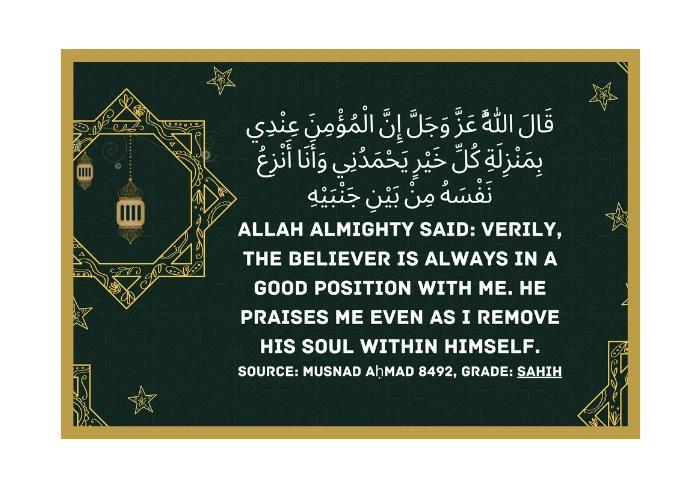 قَالَ اللَّهُ عَزَّ وَجَلَّ إِنَّ الْمُؤْمِنَ عِنْدِي
بِمَنْزِلَةِ كُلِّ خَيْرٍ يَحْمَدُنِي وَأَنَا أَنْزِعُ
نَفْسَهُ مِنْ بَيْنِ جَنْبَيْهِ
ALLAH ALMIGHTY SAID: VERILY,
THE BELIEVER IS ALWAYS IN A
GOOD POSITION WITH ME. HE
PRAISES ME EVEN AS I REMOVE
HIS SOUL WITHIN HIMSELF.
SOURCE: MUSNAD AḥMAD 8492, GRADE: SAHIH